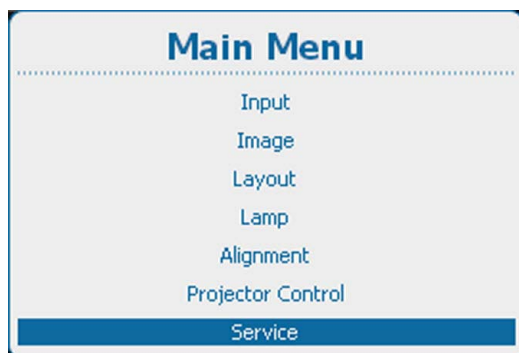 Main Menu
Input
Image
Layout
Lamp
Alignment
Projector Control
Service